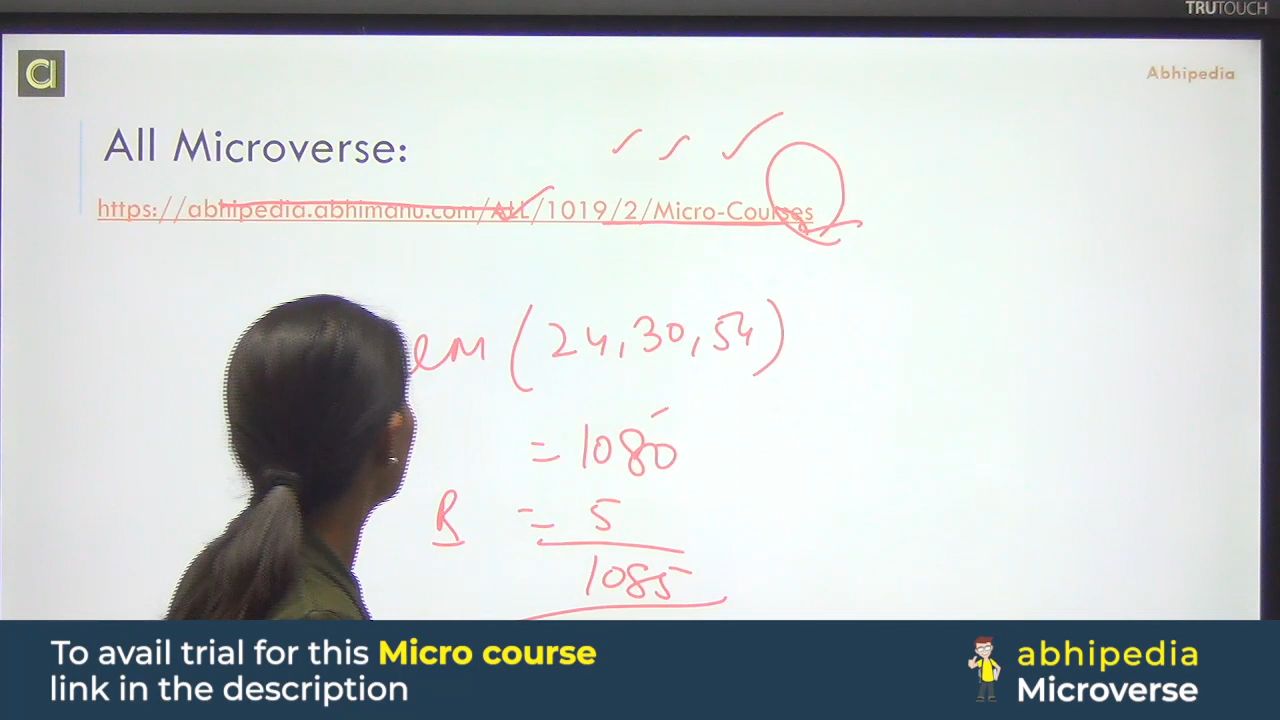 TRUTOUCH
Abhipedia
All Microverse:
https://abhipedia.abhimanu.com/ALL/1019/2/Micro-Courses
(24,30,54)
= 1080
R = 5
1085
To avail trial for this Micro course
link in the description
abhipedia
Microverse